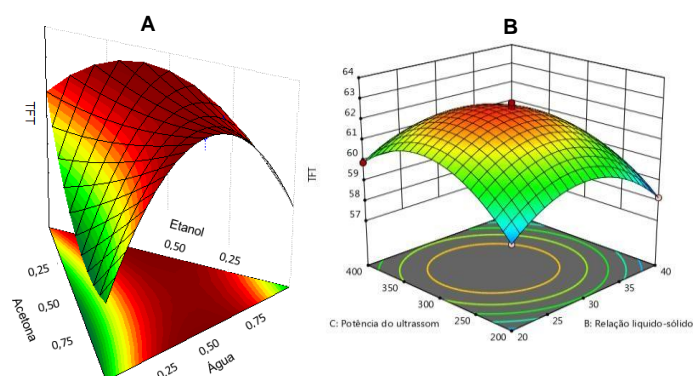 A
TFT
TFT
Etanol
0,50
0,25
0,25
0,50
0,75
Acetona
0,25
0,50
0,75
Água
B
64
63
62
61
60
59
58
57
400
350
300
250
200
20
25
30
35
40
C: Potência do ultrassom
B: Relação liquido-sólido